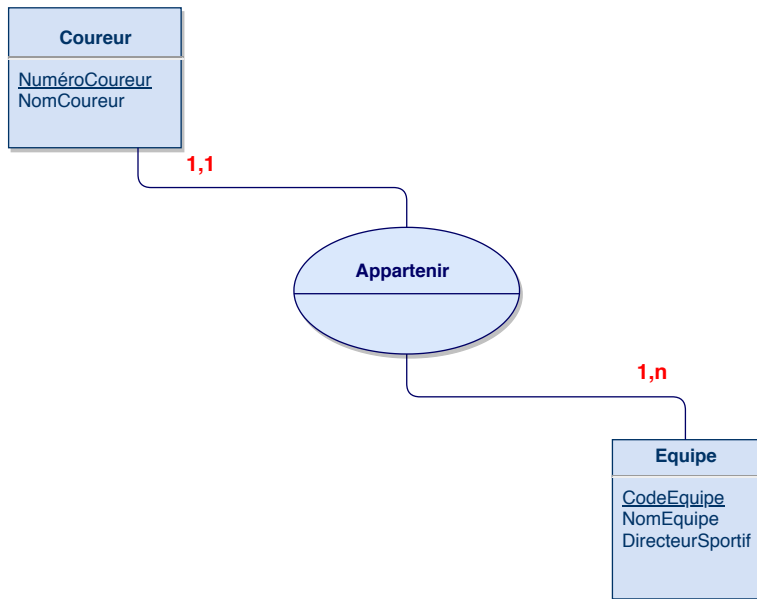 Coureur
NuméroCoureur
NomCoureur
1,1
Appartenir
1,n
Equipe
CodeEquipe
NomEquipe
DirecteurSportif